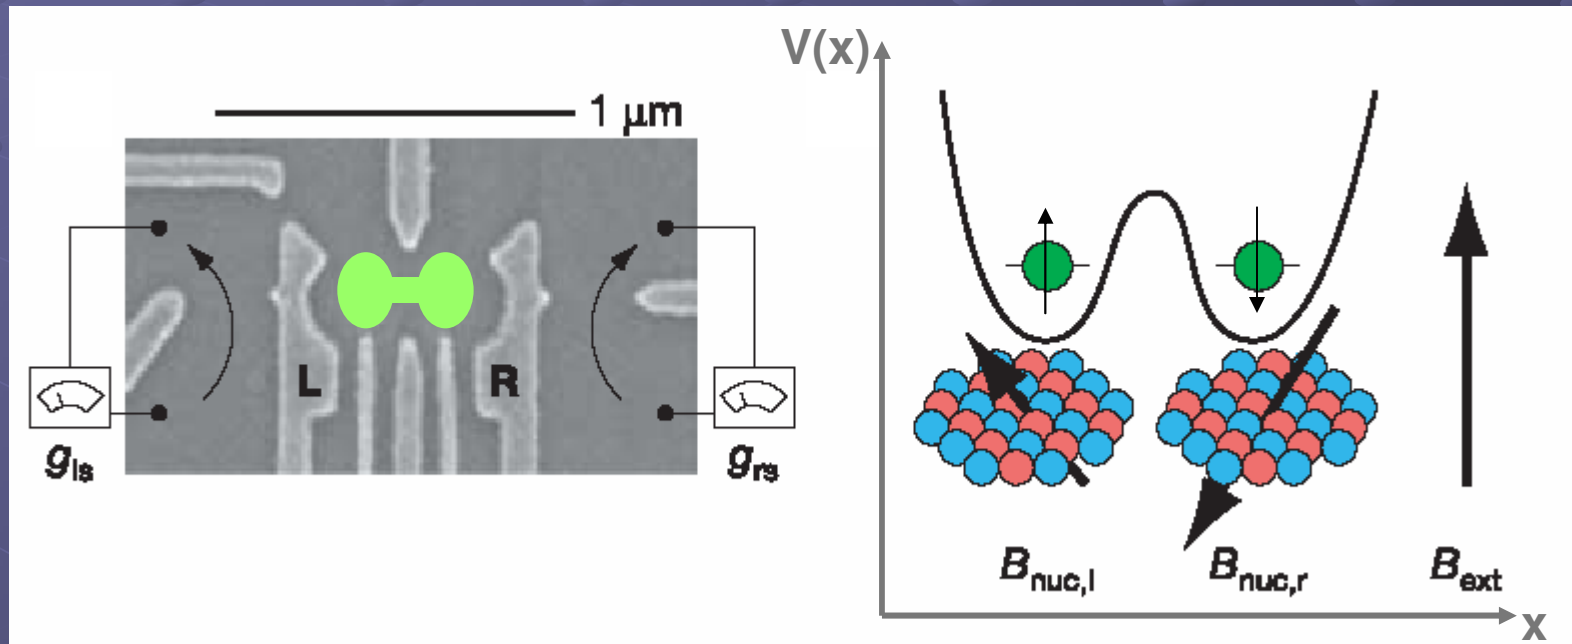 1 μm
L
R
g_ls
g_rs
V(x)
B_nuc,l
B_nuc,r
B_ext
x